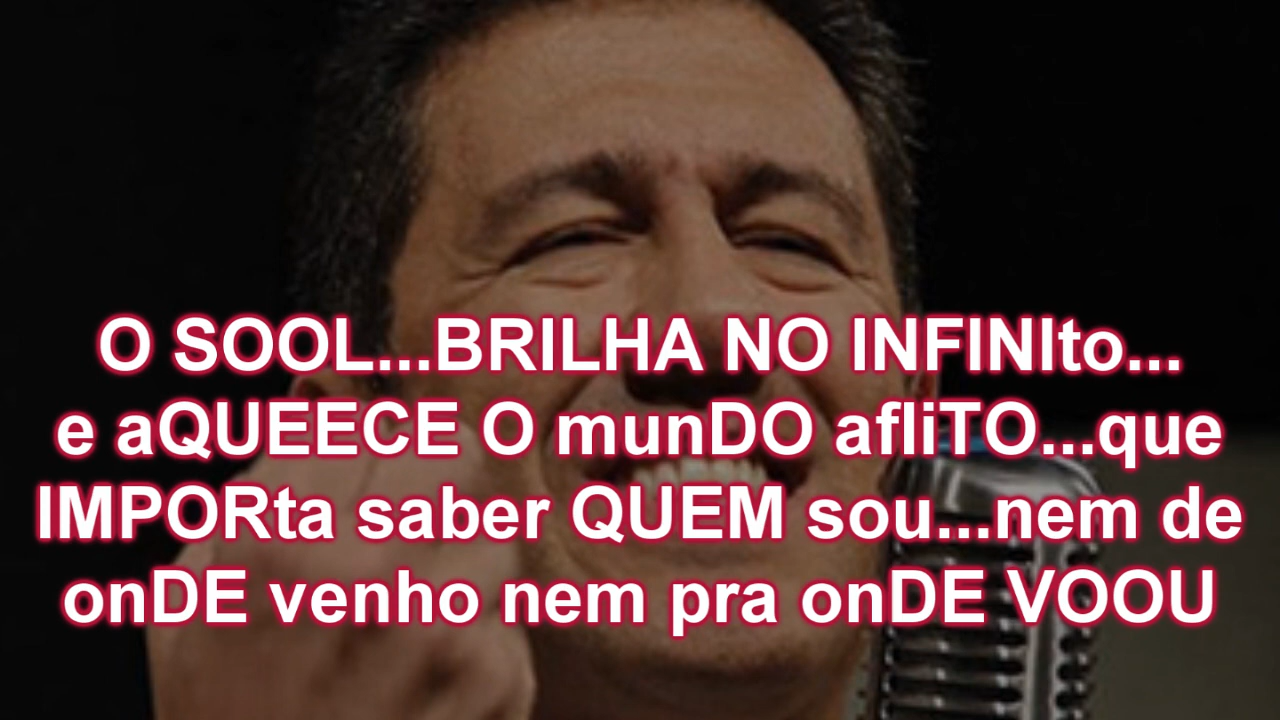 O SOOL...BRILHA NO INFINIto...
e aQUEECE O munDO afliTO...que
IMPORta saber QUEM sou...nem de
onDE venho nem pra onDE VOOU